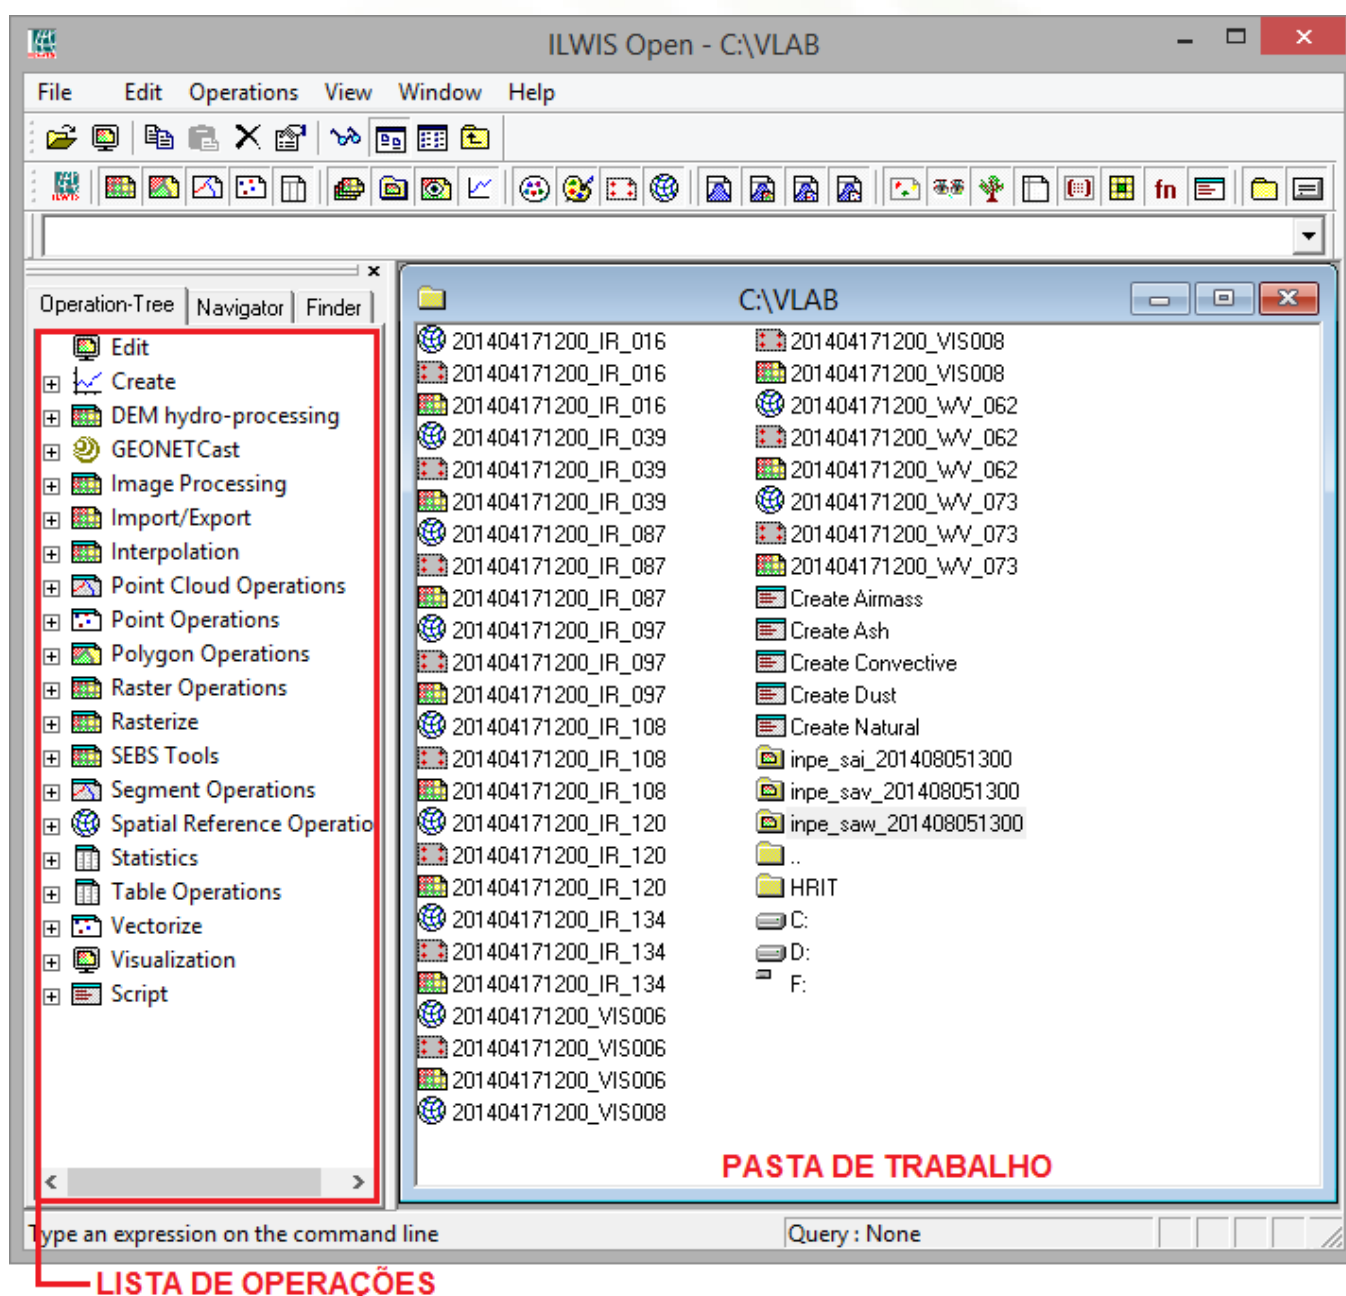 ILWIS Open - C:\VLAB
File Edit Operations View Window Help
ILWIS
fn
Operation-Tree Navigator Finder
Edit
Create
DEM hydro-processing
GEONETCast
Image Processing
Import/Export
Interpolation
Point Cloud Operations
Point Operations
Polygon Operations
Raster Operations
Rasterize
SEBS Tools
Segment Operations
Spatial Reference Operatio
Statistics
Table Operations
Vectorize
Visualization
Script
C:\VLAB
201404171200_IR_016
201404171200_IR_016
201404171200_IR_016
201404171200_IR_039
201404171200_IR_039
201404171200_IR_039
201404171200_IR_087
201404171200_IR_087
201404171200_IR_087
201404171200_IR_097
201404171200_IR_097
201404171200_IR_097
201404171200_IR_108
201404171200_IR_108
201404171200_IR_108
201404171200_IR_120
201404171200_IR_120
201404171200_IR_120
201404171200_IR_134
201404171200_IR_134
201404171200_IR_134
201404171200_VIS006
201404171200_VIS006
201404171200_VIS006
201404171200_VIS008
201404171200_VIS008
201404171200_VIS008
201404171200_WV_062
201404171200_WV_062
201404171200_WV_062
201404171200_WV_073
201404171200_WV_073
201404171200_WV_073
Create Airmass
Create Ash
Create Convective
Create Dust
Create Natural
inpe_sai_201408051300
inpe_sav_201408051300
inpe_saw_201408051300
..
HRIT
C:
D:
F:
PASTA DE TRABALHO
Type an expression on the command line
Query : None
LISTA DE OPERAÇÕES